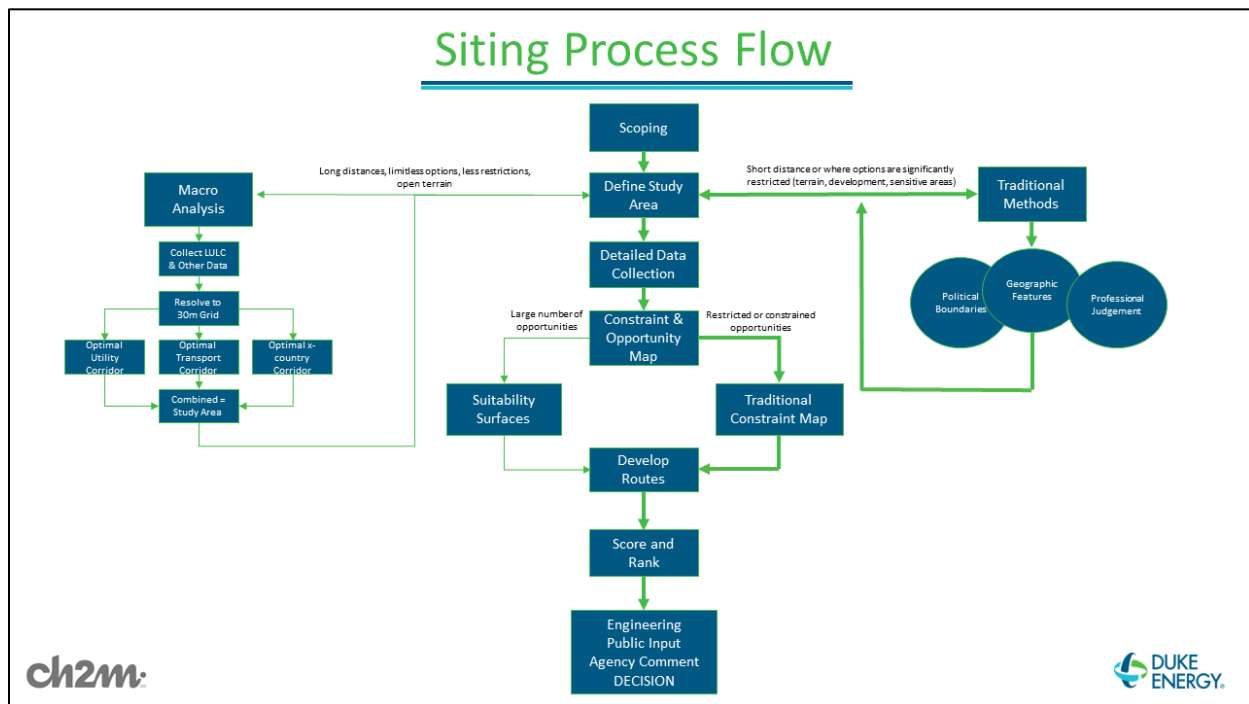 Siting Process Flow
Scoping
Long distances, limitless options, less restrictions,
open terrain
Short distance or where options are significantly
restricted (terrain, development, sensitive areas)
Macro
Analysis
Define Study
Area
Traditional
Methods
Collect LULC
& Other Data
Detailed Data
Collection
Political
Boundaries
Geographic
Features
Professional
Judgement
Resolve to
30m Grid
Large number of
opportunities
Constraint &
Opportunity
Map
Restricted or constrained
opportunities
Optimal
Utility
Corridor
Optimal
Transport
Corridor
Optimal x-
country
Corridor
Combined =
Study Area
Suitability
Surfaces
Traditional
Constraint Map
Develop
Routes
Score and
Rank
Engineering
Public Input
Agency Comment
DECISION
ch2m:
DUKE
ENERGY®